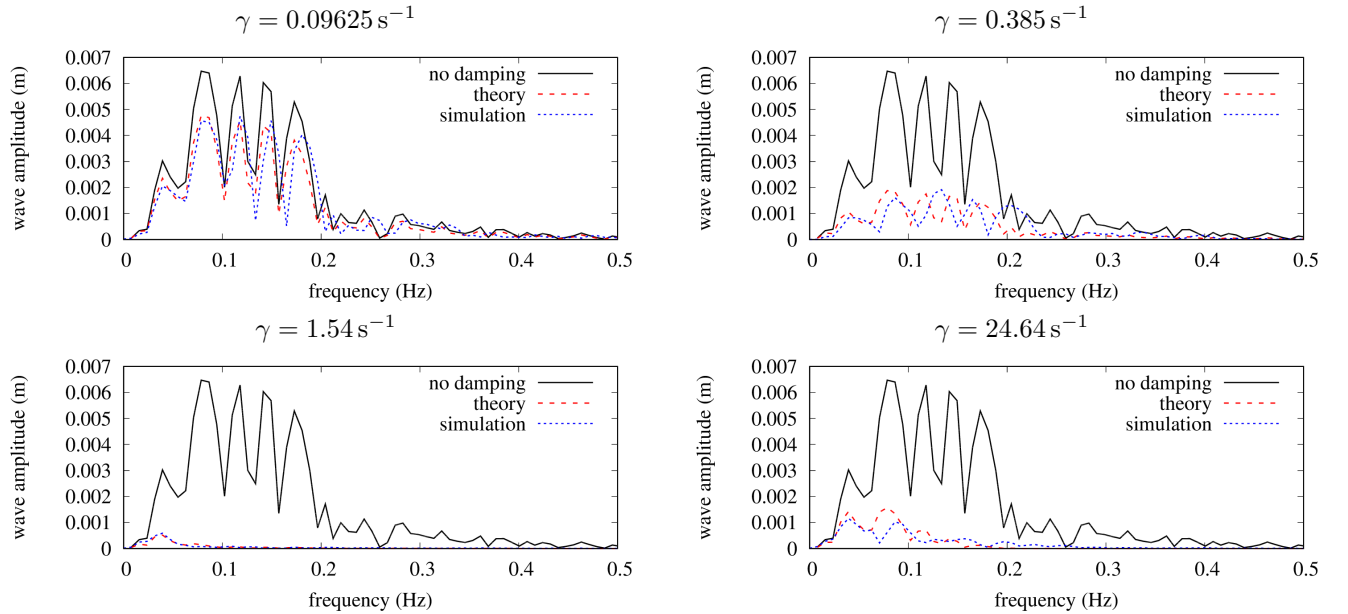 γ = 0.09625 s⁻¹
wave amplitude (m)
0.007
0.006
0.005
0.004
0.003
0.002
0.001
0
no damping
theory
simulation
0 0.1 0.2 0.3 0.4 0.5
frequency (Hz)
γ = 0.385 s⁻¹
wave amplitude (m)
0.007
0.006
0.005
0.004
0.003
0.002
0.001
0
no damping
theory
simulation
0 0.1 0.2 0.3 0.4 0.5
frequency (Hz)
γ = 1.54 s⁻¹
wave amplitude (m)
0.007
0.006
0.005
0.004
0.003
0.002
0.001
0
no damping
theory
simulation
0 0.1 0.2 0.3 0.4 0.5
frequency (Hz)
γ = 24.64 s⁻¹
wave amplitude (m)
0.007
0.006
0.005
0.004
0.003
0.002
0.001
0
no damping
theory
simulation
0 0.1 0.2 0.3 0.4 0.5
frequency (Hz)